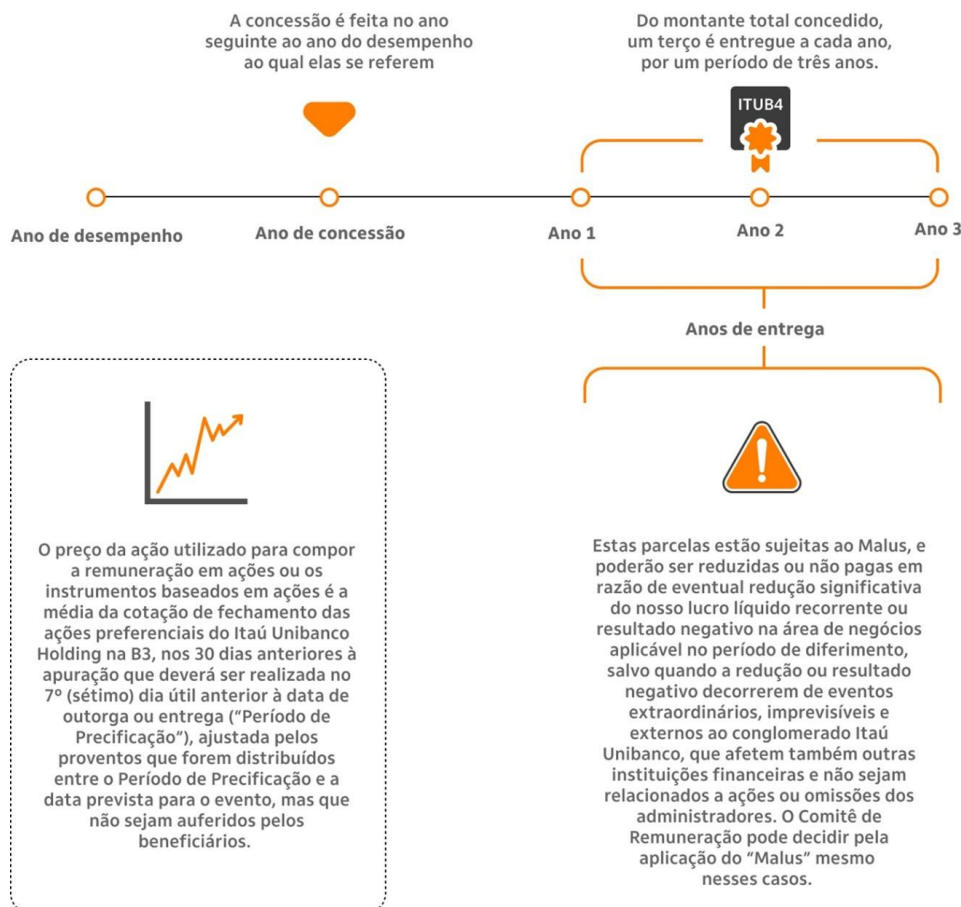 A concessão é feita no ano
seguinte ao ano do desempenho
ao qual elas se referem
Do montante total concedido,
um terço é entregue a cada ano,
por um período de três anos.
ITUB4
Ano de desempenho
Ano de concessão
Ano 1
Ano 2
Ano 3
Anos de entrega
O preço da ação utilizado para compor
a remuneração em ações ou os
instrumentos baseados em ações é a
média da cotação de fechamento das
ações preferenciais do Itaú Unibanco
Holding na B3, nos 30 dias anteriores à
apuração que deverá ser realizada no
7º (sétimo) dia útil anterior à data de
outorga ou entrega (“Período de
Precificação”), ajustada pelos
proventos que forem distribuídos
entre o Período de Precificação e a
data prevista para o evento, mas que
não sejam auferidos pelos
beneficiários.
Estas parcelas estão sujeitas ao Malus, e
poderão ser reduzidas ou não pagas em
razão de eventual redução significativa
do nosso lucro líquido recorrente ou
resultado negativo na área de negócios
aplicável no período de diferimento,
salvo quando a redução ou resultado
negativo decorrerem de eventos
extraordinários, imprevisíveis e
externos ao conglomerado Itaú
Unibanco, que afetem também outras
instituições financeiras e não sejam
relacionados a ações ou omissões dos
administradores. O Comitê de
Remuneração pode decidir pela
aplicação do “Malus” mesmo
nesses casos.